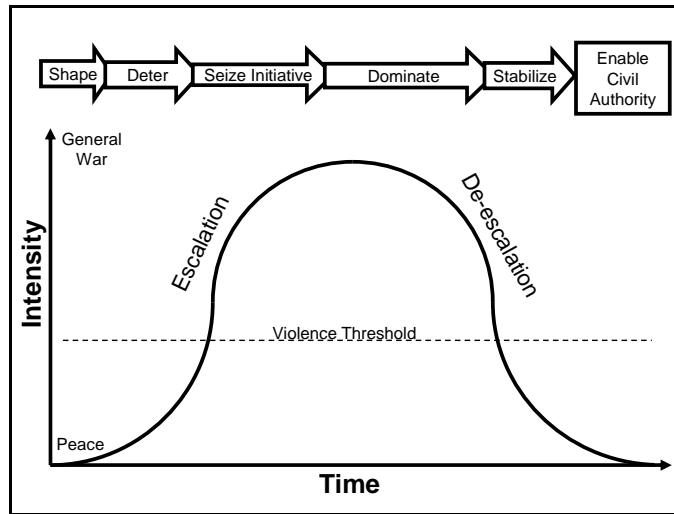 Shape
Deter
Seize Initiative
Dominate
Stabilize
Enable
Civil
Authority
General
War
Escalation
De-escalation
Intensity
Violence Threshold
Peace
Time